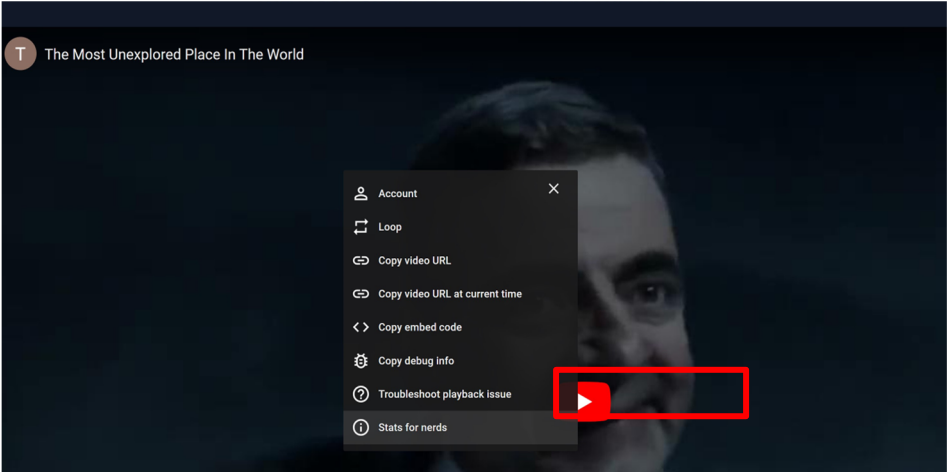 T
The Most Unexplored Place In The World
Account
Loop
Copy video URL
Copy video URL at current time
Copy embed code
Copy debug info
Troubleshoot playback issue
Stats for nerds